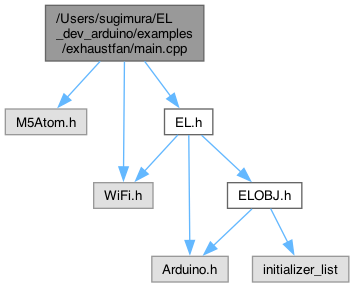 /Users/sugimura/EL
_dev_arduino/examples
/exhaustfan/main.cpp
M5Atom.h
EL.h
WiFi.h
ELOBJ.h
Arduino.h
initializer_list